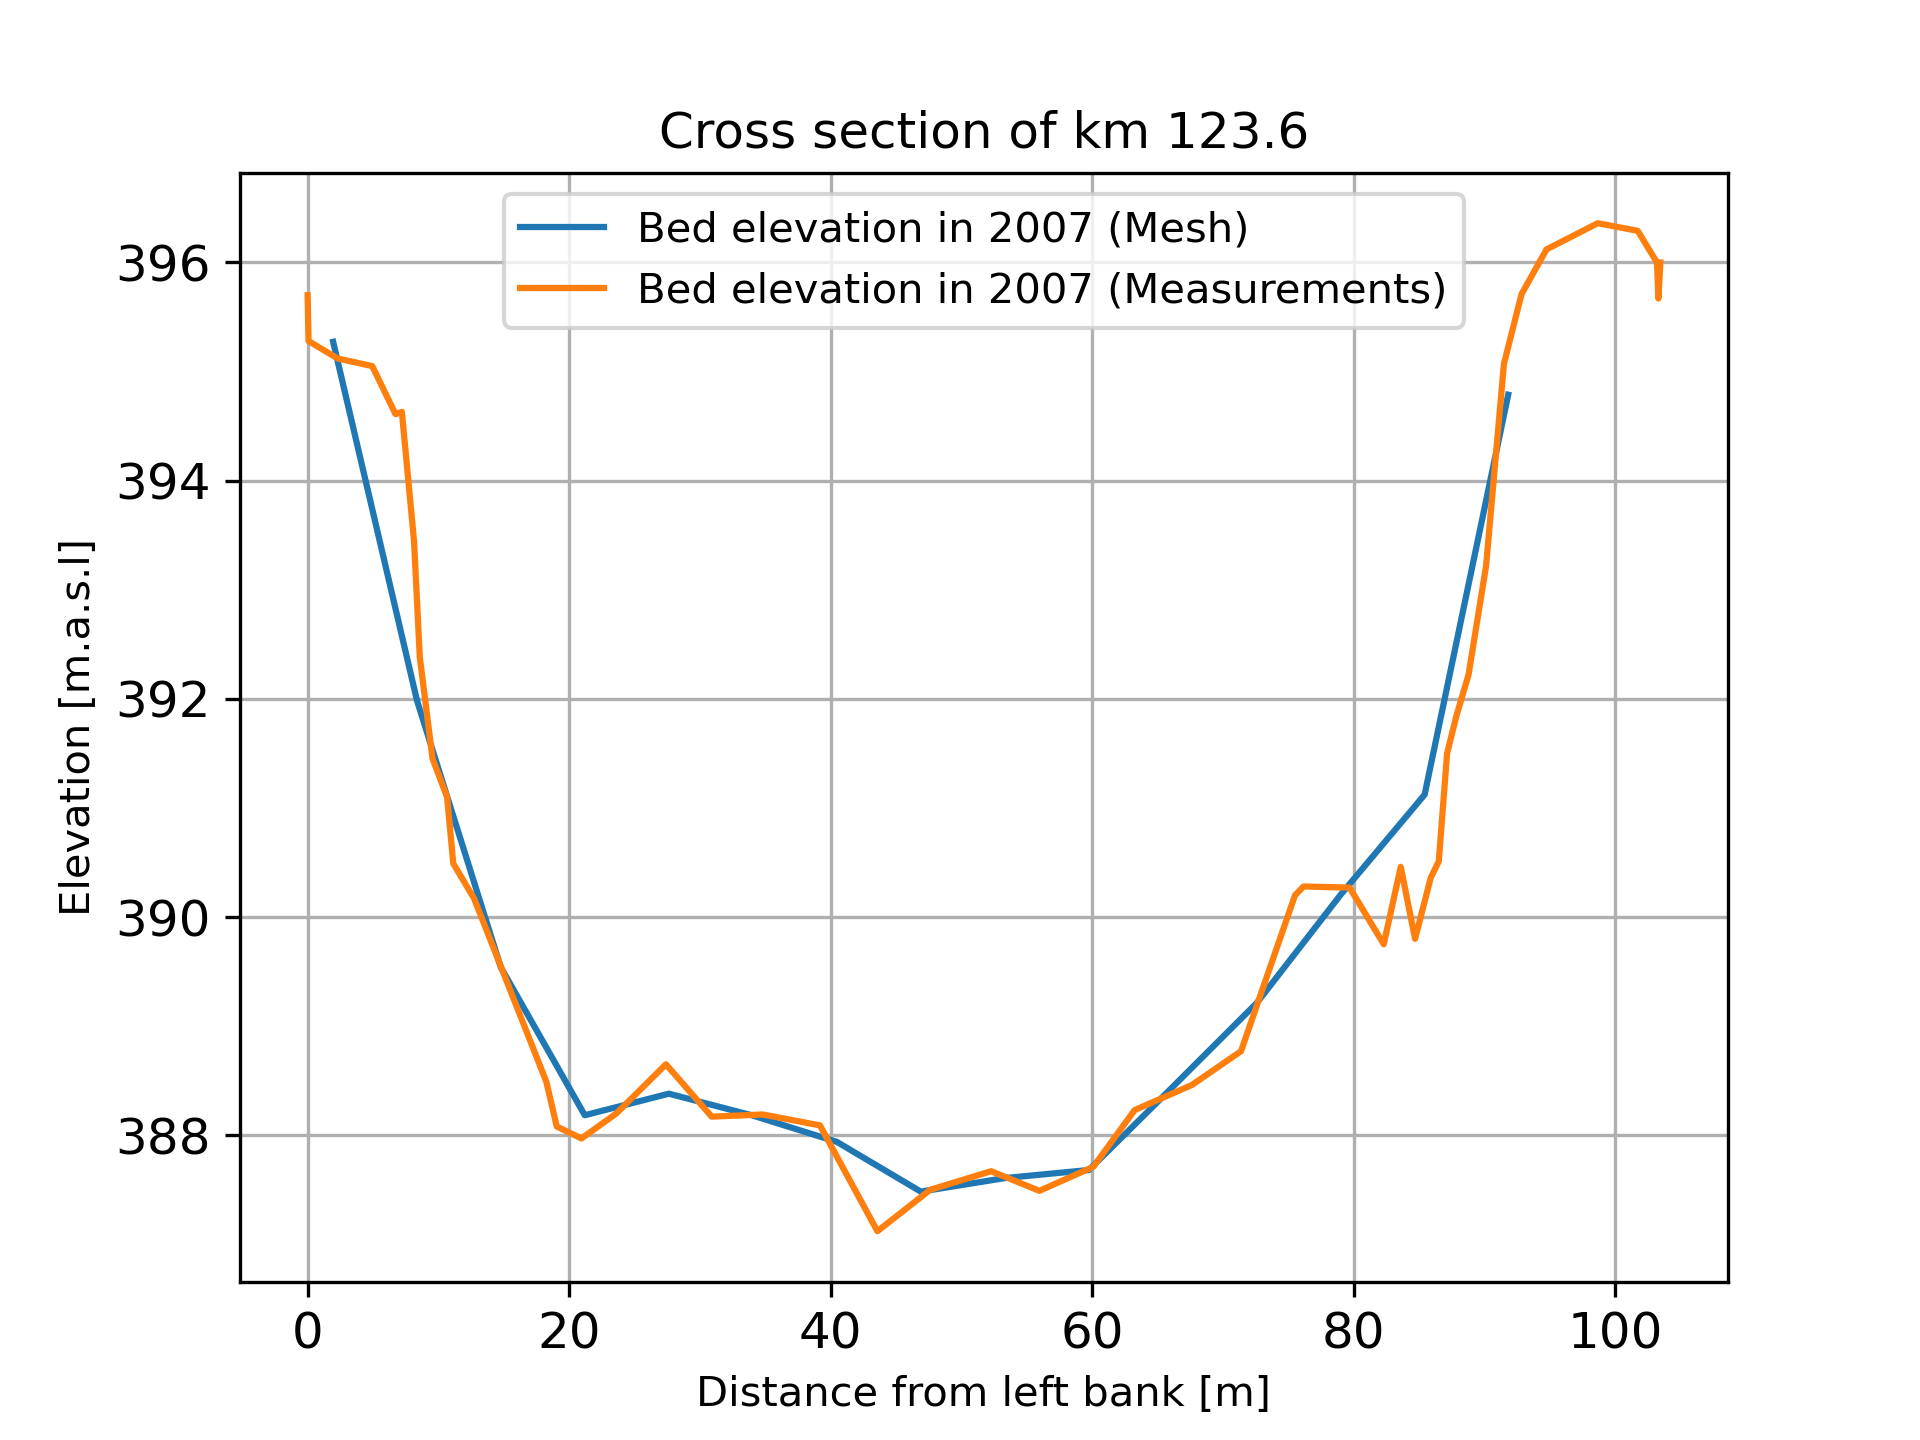 Cross section of km 123.6
Bed elevation in 2007 (Mesh)
Bed elevation in 2007 (Measurements)
Elevation [m.a.s.l]
396
394
392
390
388
0 20 40 60 80 100
Distance from left bank [m]